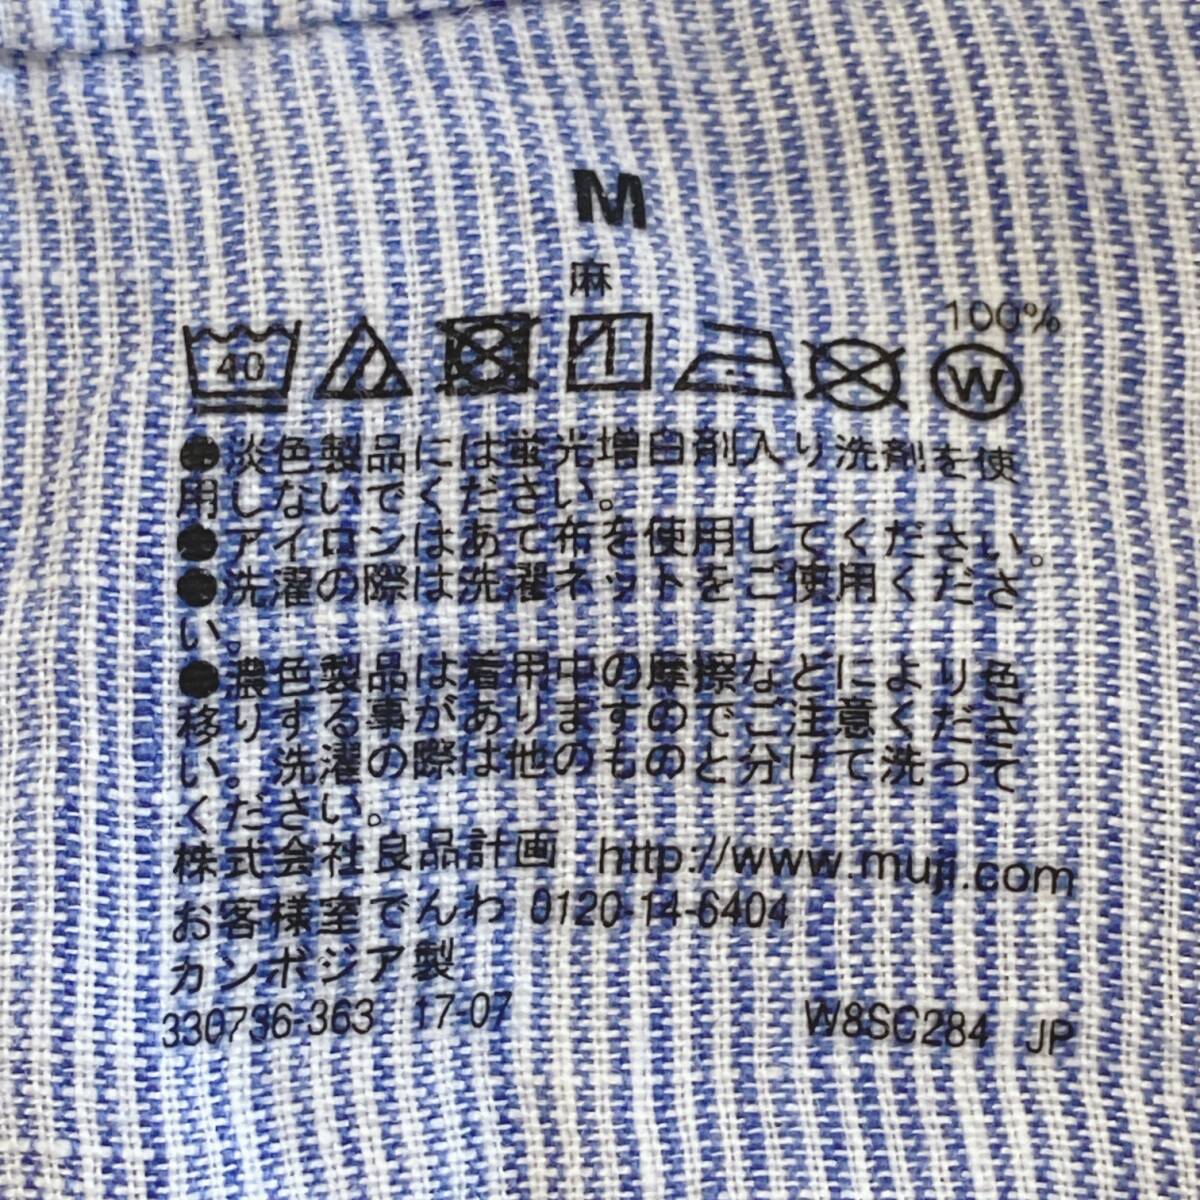 M
麻
100%
40
W
●淡色製品には蛍光増白剤入り洗剤を使
用しないでください。
●アイロンはあて布を使用してください。
●洗濯の際は洗濯ネットをご使用くださ
い。
●濃色製品は着用中の摩擦などにより色
移りする事がありますのでご注意くださ
い。洗濯の際は他のものと分けて洗って
ください。
株式会社良品計画 http://www.muji.com
お客様室でんわ 0120-14-6404
カンボジア製
330736-363 17-07 W8SC284 JP